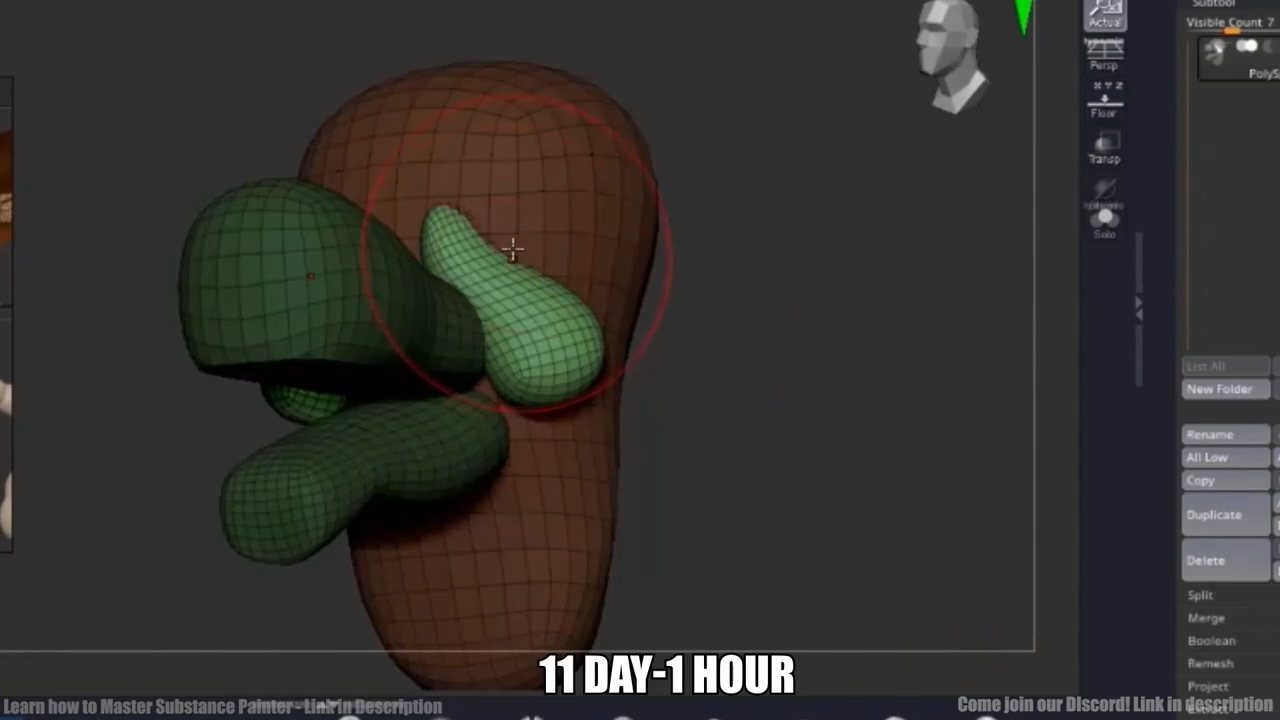 Subtool
Visible Count 7
Actual
PolyS
Persp
X Y Z
Floor
Transp
Solo
List All
New Folder
Rename
All Low
Copy
Duplicate
Delete
Split
Merge
Boolean
Remesh
Project
11 DAY-1 HOUR
Learn how to Master Substance Painter - Link in Description
Come join our Discord! Link in description